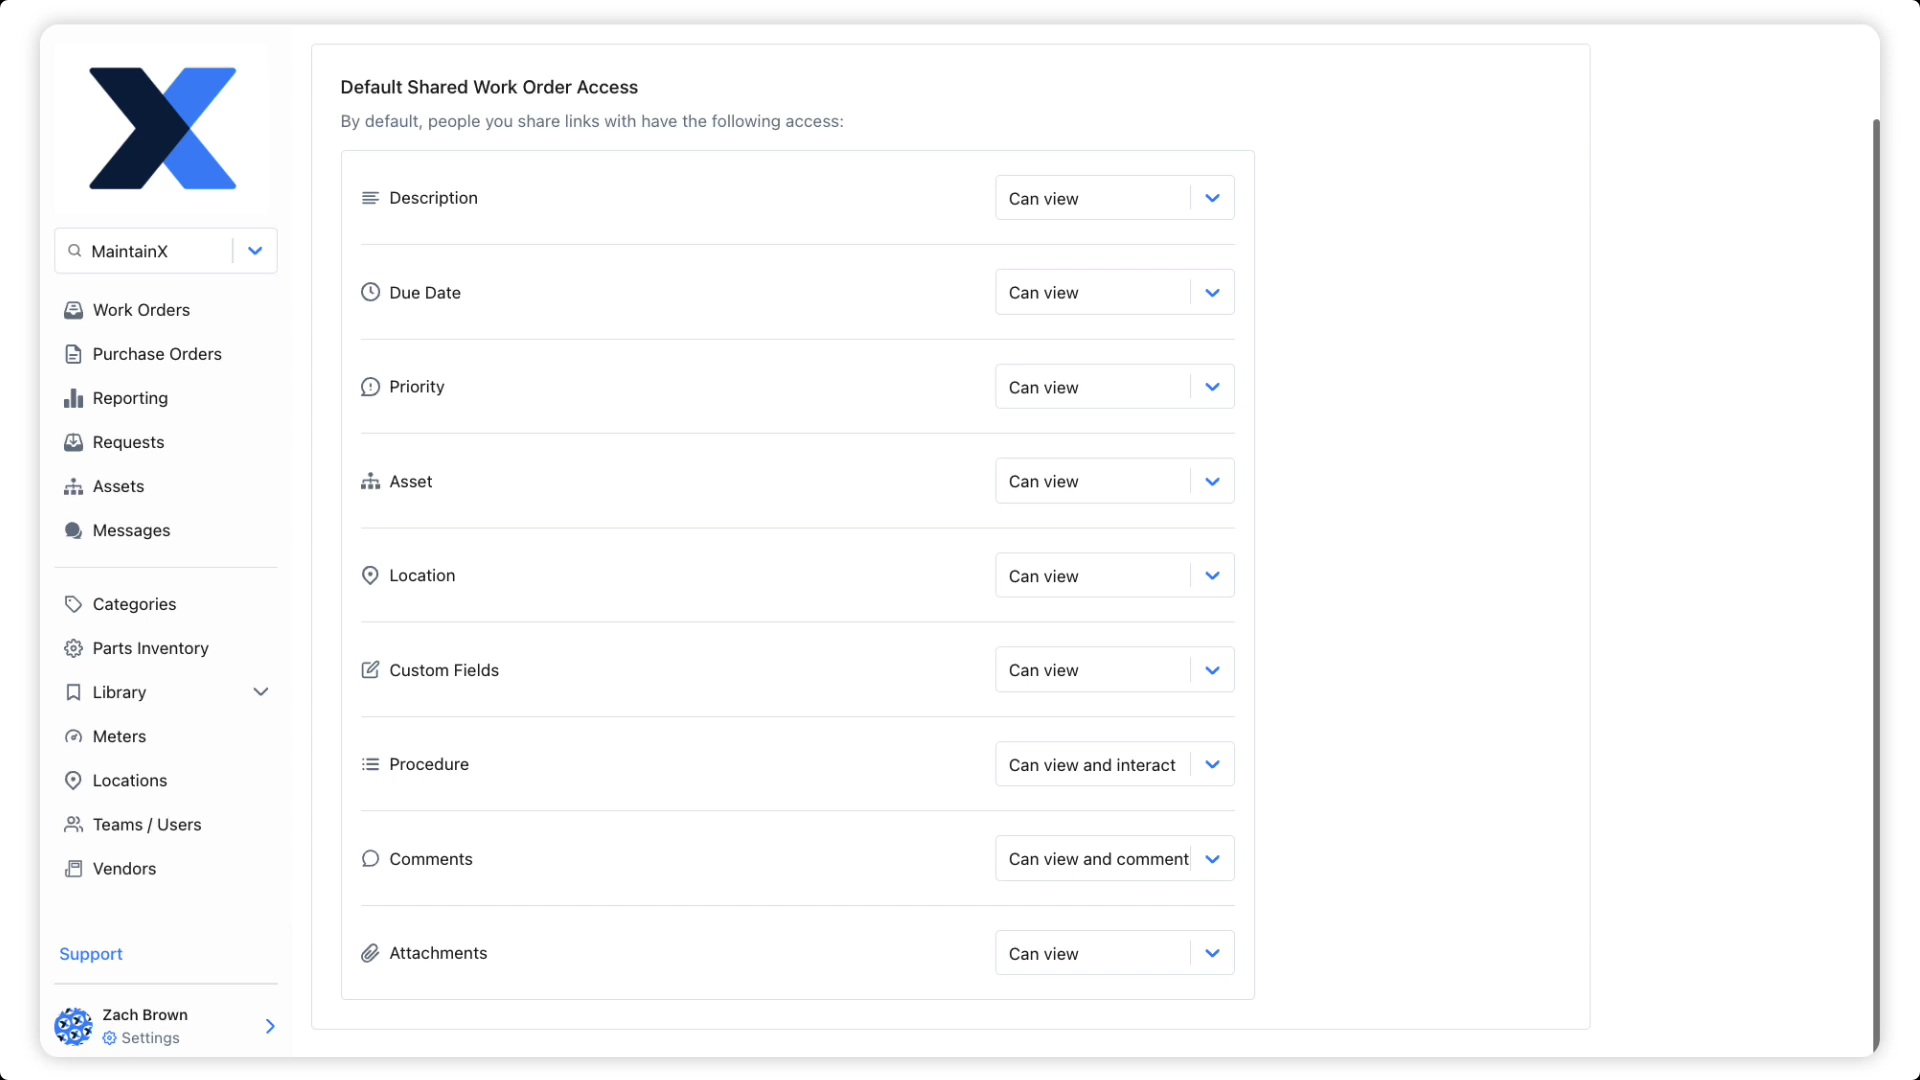 MaintainX
Work Orders
Purchase Orders
Reporting
Requests
Assets
Messages
Categories
Parts Inventory
Library
Meters
Locations
Teams / Users
Vendors
Support
Zach Brown
Settings
Default Shared Work Order Access
By default, people you share links with have the following access:
Description Can view
Due Date Can view
Priority Can view
Asset Can view
Location Can view
Custom Fields Can view
Procedure Can view and interact
Comments Can view and comment
Attachments Can view